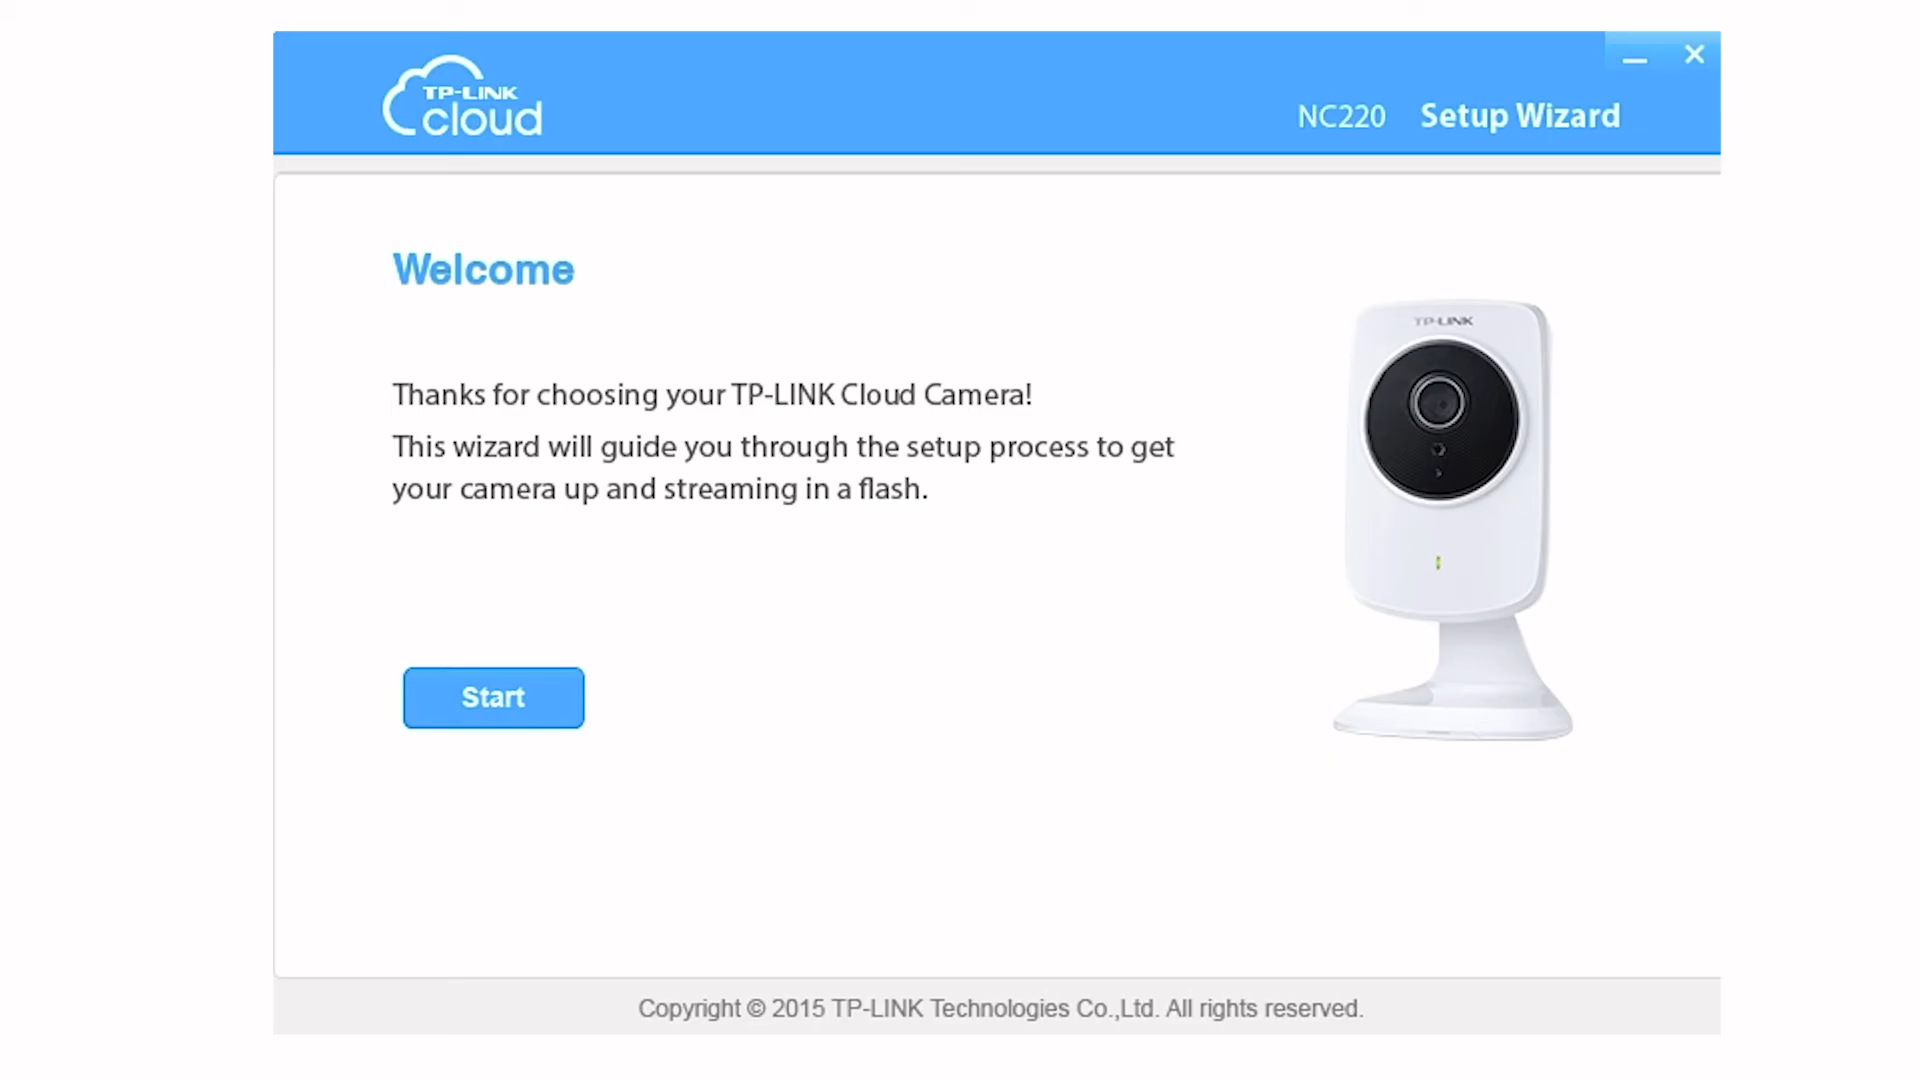 TP-LINK
cloud
NC220 Setup Wizard
Welcome
TP-LINK
Thanks for choosing your TP-LINK Cloud Camera!
This wizard will guide you through the setup process to get
your camera up and streaming in a flash.
Start
Copyright © 2015 TP-LINK Technologies Co.,Ltd. All rights reserved.